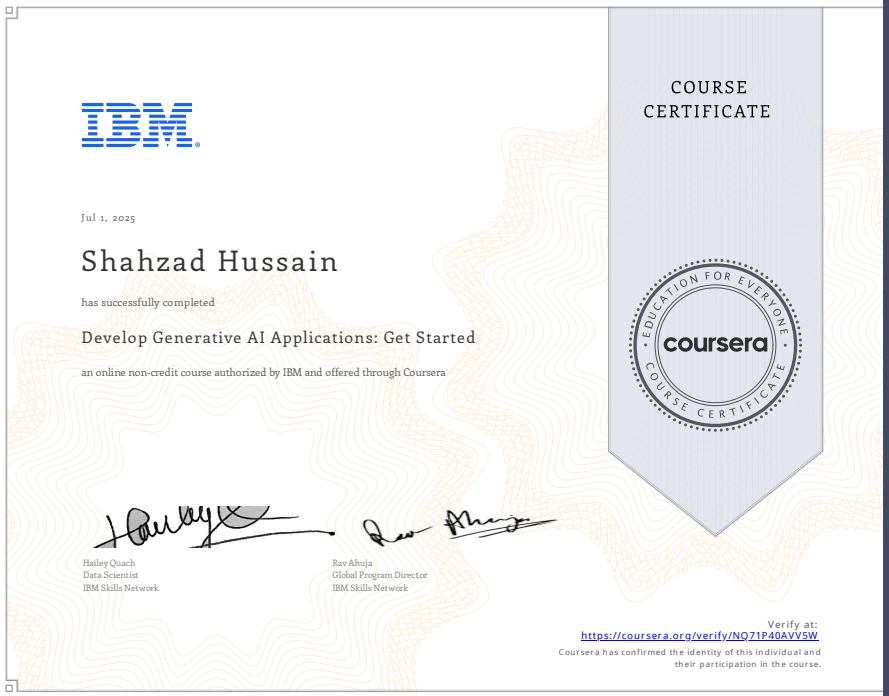 COURSE
CERTIFICATE
IBM®
Jul 1, 2025
Shahzad Hussain
has successfully completed
Develop Generative AI Applications: Get Started
an online non-credit course authorized by IBM and offered through Coursera
EDUCATION FOR EVERYONE
coursera
COURSE CERTIFICATE
Hailey Quach
Data Scientist
IBM Skills Network
Rav Ahuja
Rav Ahuja
Global Program Director
IBM Skills Network
Verify at:
https://coursera.org/verify/NQ71P40AVV5W
Coursera has confirmed the identity of this individual and
their participation in the course.